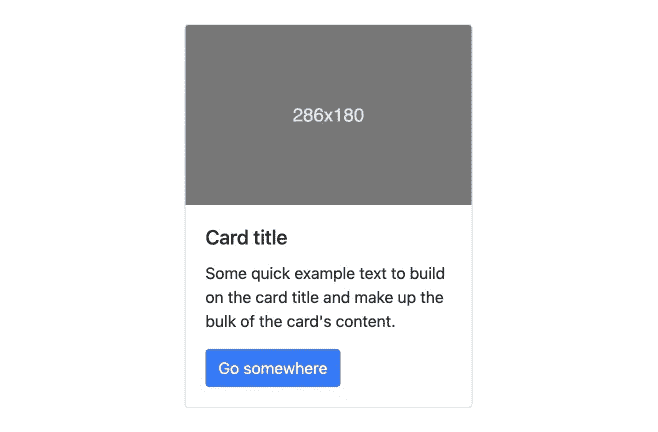 286x180
Card title
Some quick example text to build
on the card title and make up the
bulk of the card's content.
Go somewhere